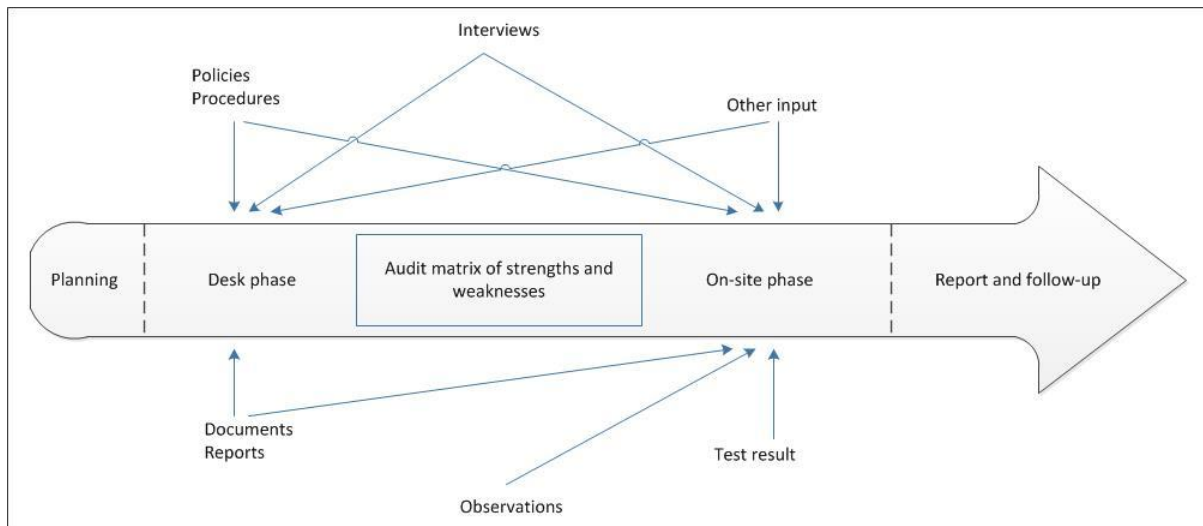 Interviews
Policies
Procedures
Other input
Planning
Desk phase
Audit matrix of strengths and
weaknesses
On-site phase
Report and follow-up
Documents
Reports
Test result
Observations